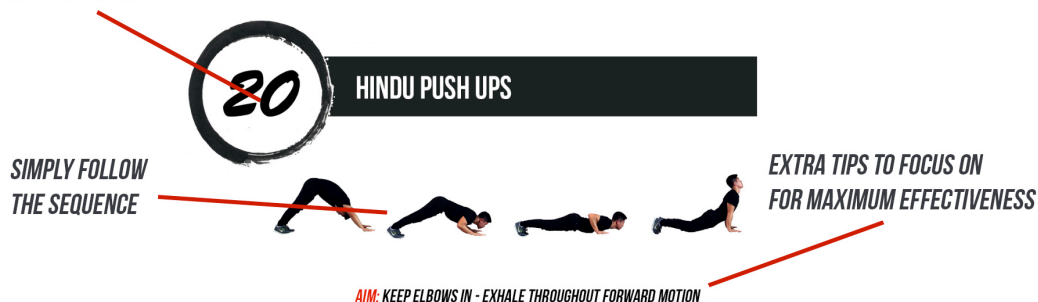 20
HINDU PUSH UPS
SIMPLY FOLLOW
THE SEQUENCE
EXTRA TIPS TO FOCUS ON
FOR MAXIMUM EFFECTIVENESS
AIM: KEEP ELBOWS IN - EXHALE THROUGHOUT FORWARD MOTION